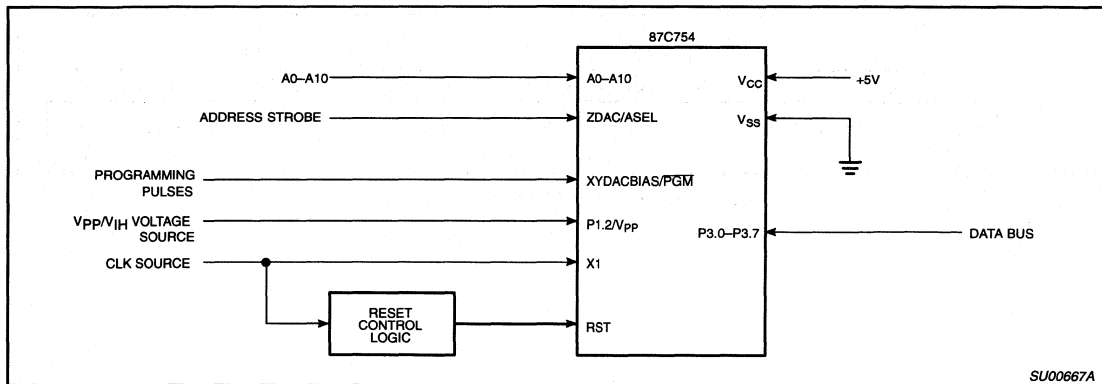 87C754
A0–A10
A0–A10
VCC
+5V
ADDRESS STROBE
ZDAC/ASEL
VSS
PROGRAMMING
PULSES
XYDACBIAS/PGM
VPP/VIH VOLTAGE
SOURCE
P1.2/VPP
P3.0–P3.7
DATA BUS
CLK SOURCE
X1
RESET
CONTROL
LOGIC
RST
SU00667A